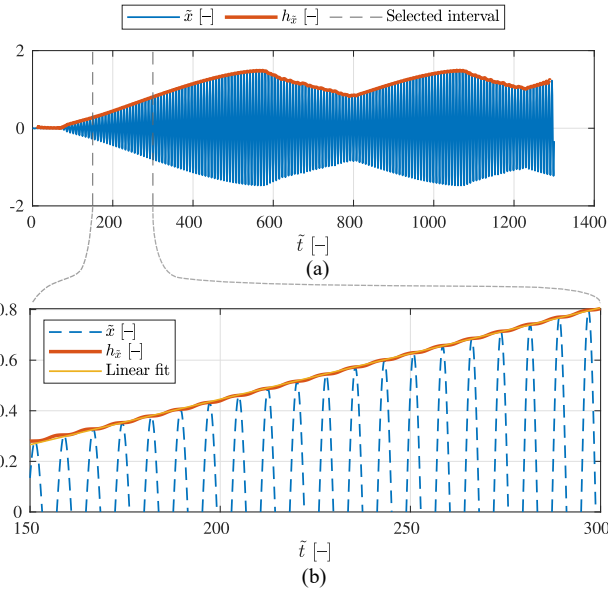 x̃ [–] h_x̃ [–] Selected interval
2
0
-2
0 200 400 600 800 1000 1200 1400
t̃ [–]
(a)
0.8
x̃ [–]
h_x̃ [–]
Linear fit
0.6
0.4
0.2
0
150 200 250 300
t̃ [–]
(b)